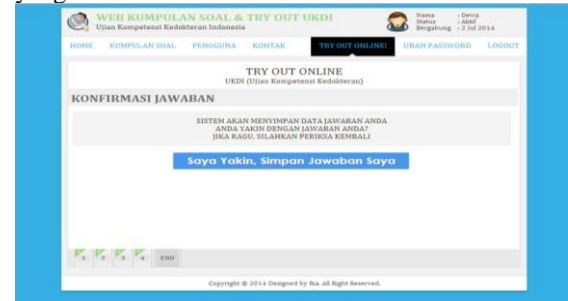 WEB KUMPULAN SOAL & TRY OUT UKDI
Ujian Kompetensi Kedokteran Indonesia
Nama : Dewa
Status : Aktif
Bergabung : 2 Jul 2014
HOME KUMPULAN SOAL PENGGUNA KONTAK TRY OUT ONLINE! UBAH PASSWORD LOGOUT
TRY OUT ONLINE
UKDI (Ujian Kompetensi Kedokteran)
KONFIRMASI JAWABAN
SISTEM AKAN MENYIMPAN DATA JAWABAN ANDA
ANDA YAKIN DENGAN JAWABAN ANDA?
JIKA RAGU, SILAHKAN PERIKSA KEMBALI
Saya Yakin, Simpan Jawaban Saya
1 2 3 4 END
Copyright @ 2014 Designed by Ria. All Right Reserved.